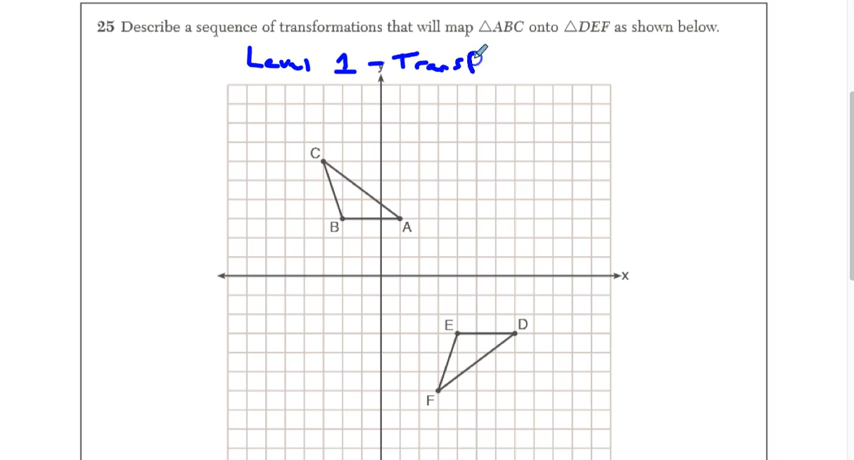 25 Describe a sequence of transformations that will map △ABC onto △DEF as shown below.
Level 1 - Transf
y
C
B
A
x
E
D
F